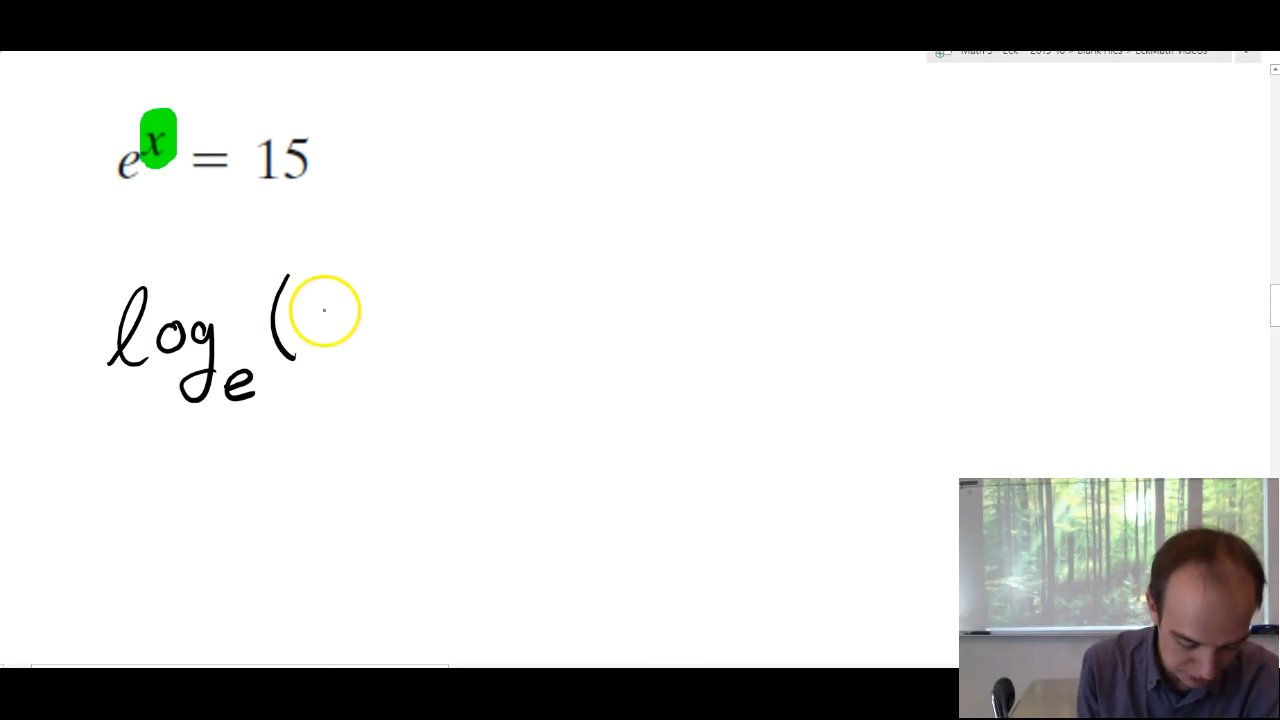 e^x = 15
log_e (